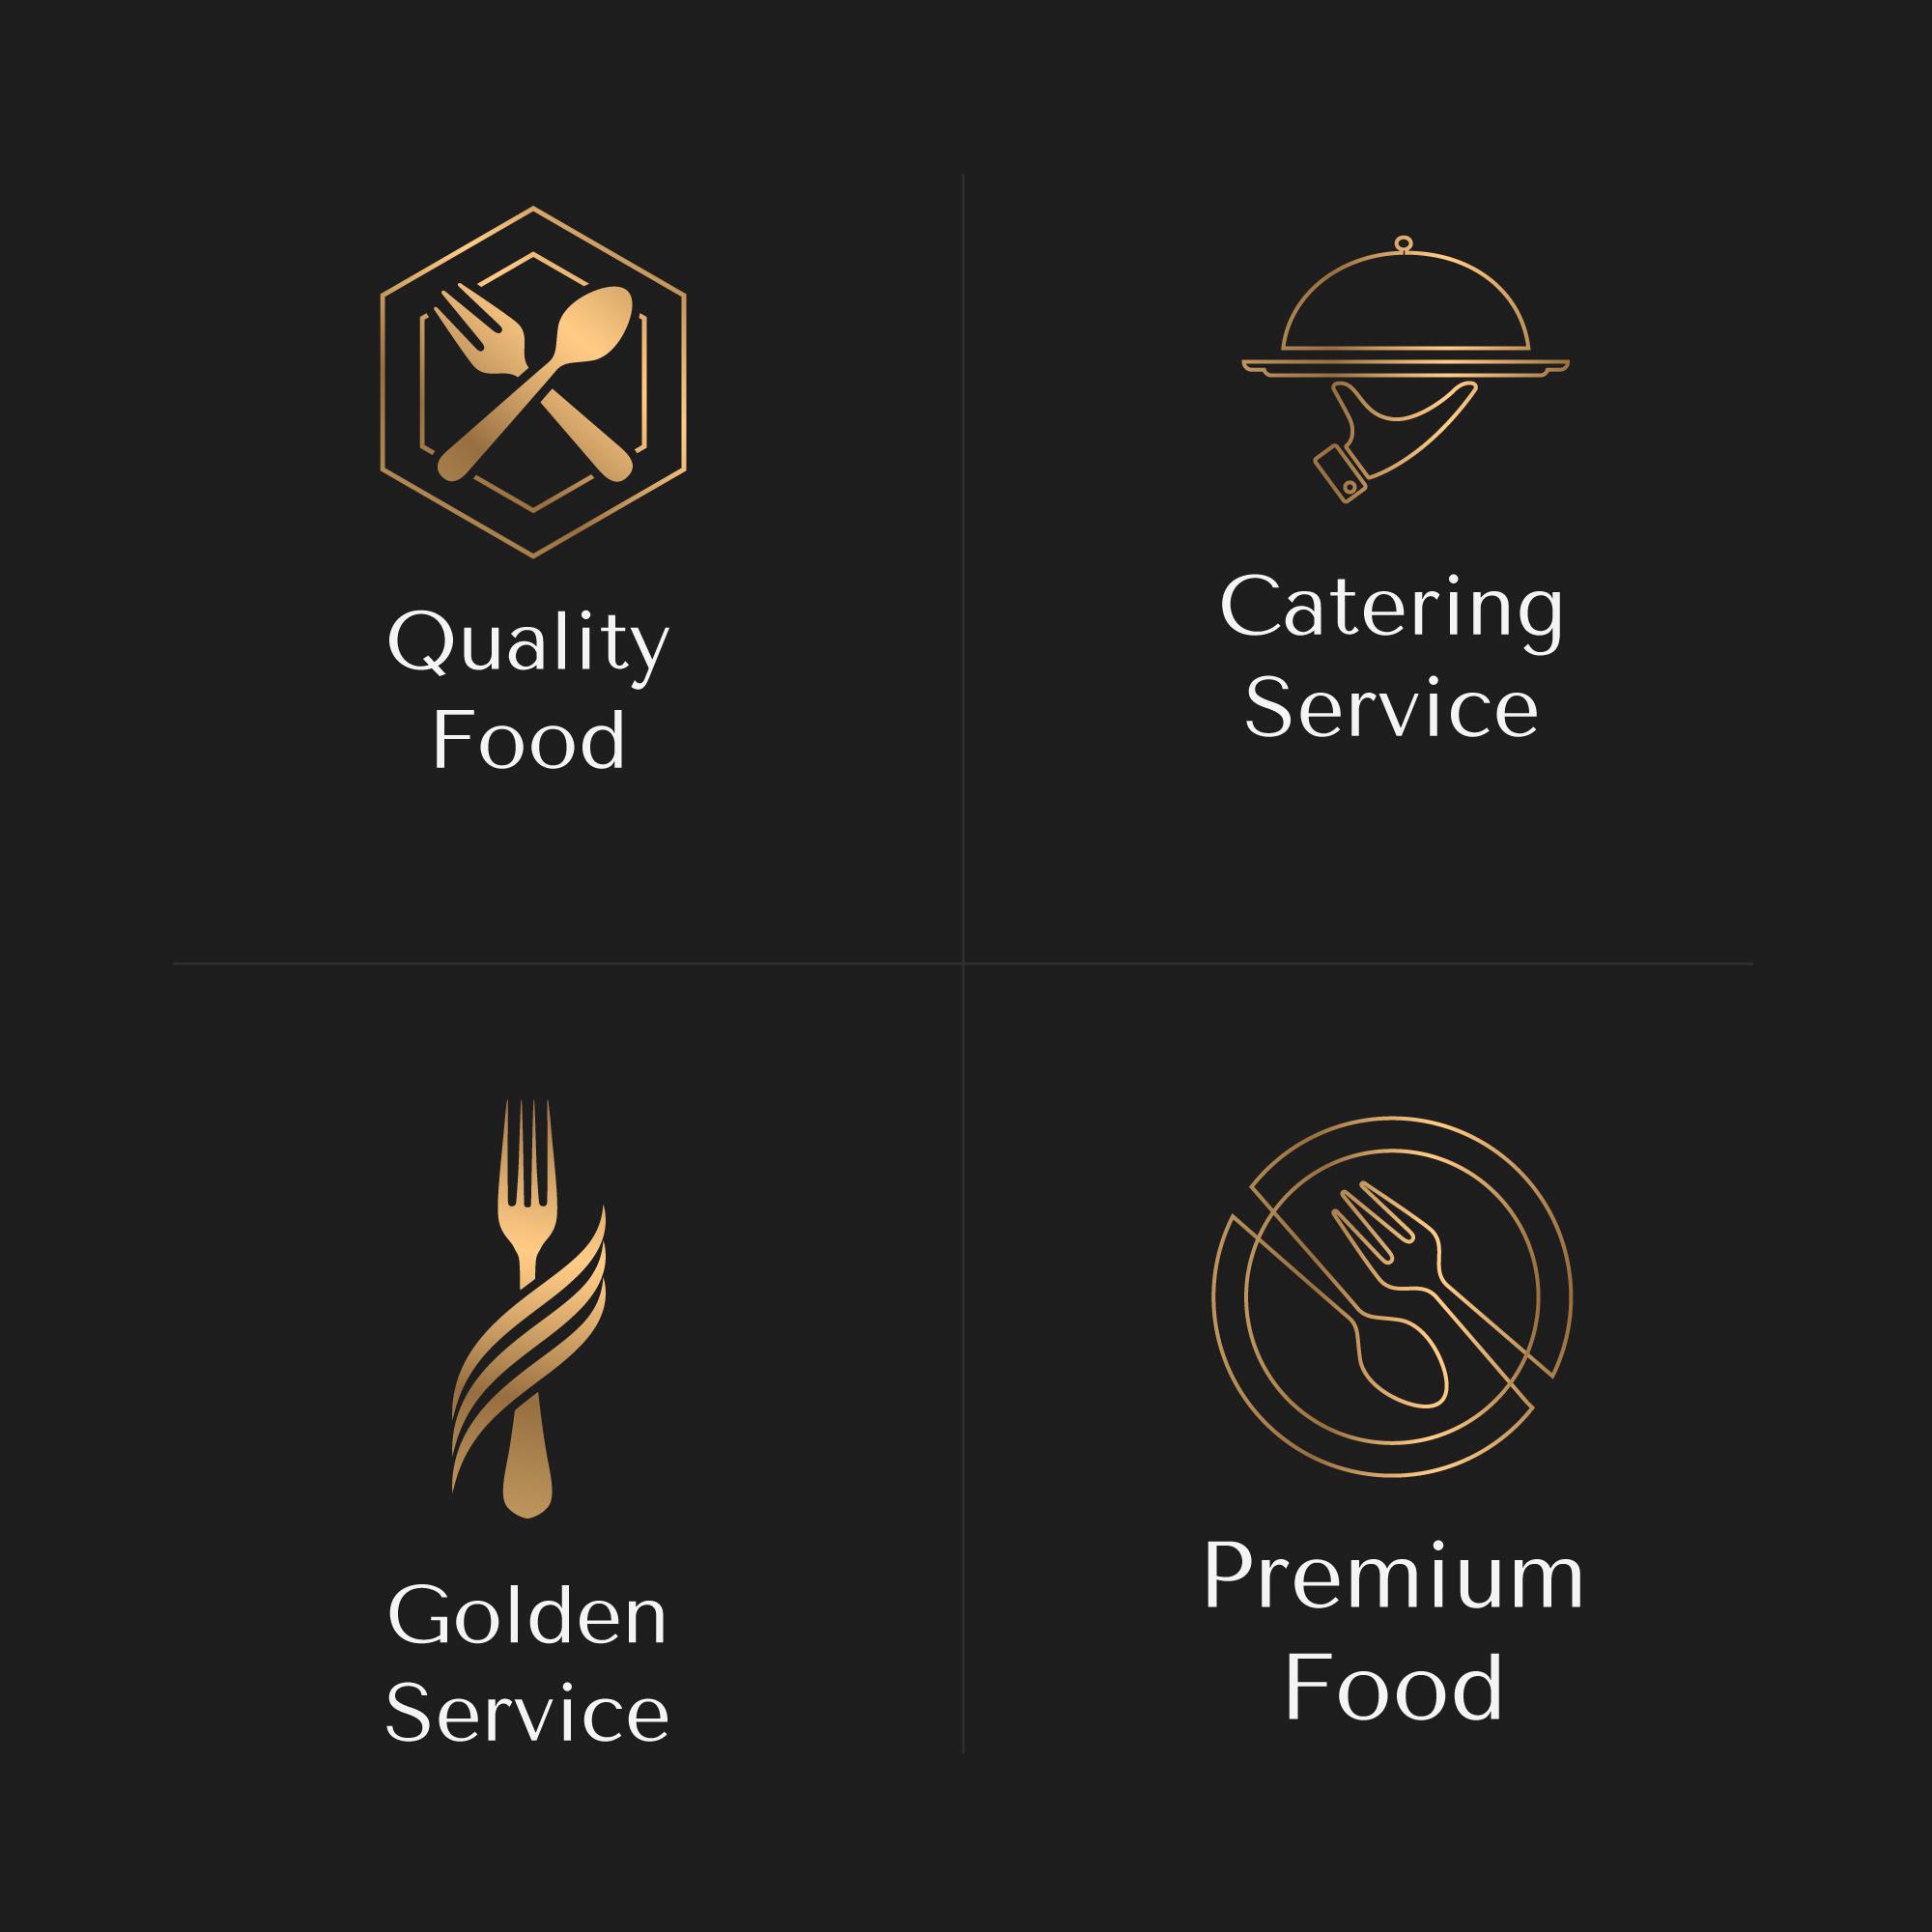 Quality
Food
Catering
Service
Golden
Service
Premium
Food